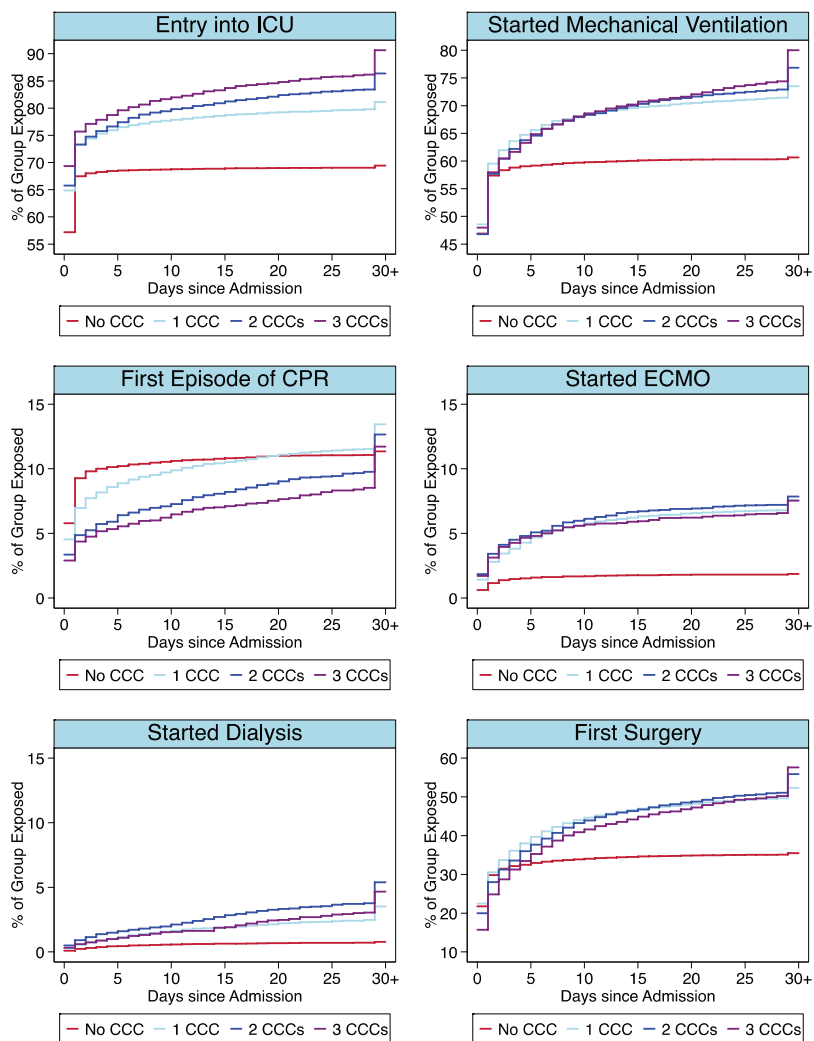 Entry into ICU
% of Group Exposed
90
85
80
75
70
65
60
55
0 5 10 15 20 25 30+
Days since Admission
No CCC 1 CCC 2 CCCs 3 CCCs
Started Mechanical Ventilation
% of Group Exposed
80
75
70
65
60
55
50
45
0 5 10 15 20 25 30+
Days since Admission
No CCC 1 CCC 2 CCCs 3 CCCs
First Episode of CPR
% of Group Exposed
15
10
5
0
0 5 10 15 20 25 30+
Days since Admission
No CCC 1 CCC 2 CCCs 3 CCCs
Started ECMO
% of Group Exposed
15
10
5
0
0 5 10 15 20 25 30+
Days since Admission
No CCC 1 CCC 2 CCCs 3 CCCs
Started Dialysis
% of Group Exposed
15
10
5
0
0 5 10 15 20 25 30+
Days since Admission
No CCC 1 CCC 2 CCCs 3 CCCs
First Surgery
% of Group Exposed
60
50
40
30
20
10
0 5 10 15 20 25 30+
Days since Admission
No CCC 1 CCC 2 CCCs 3 CCCs